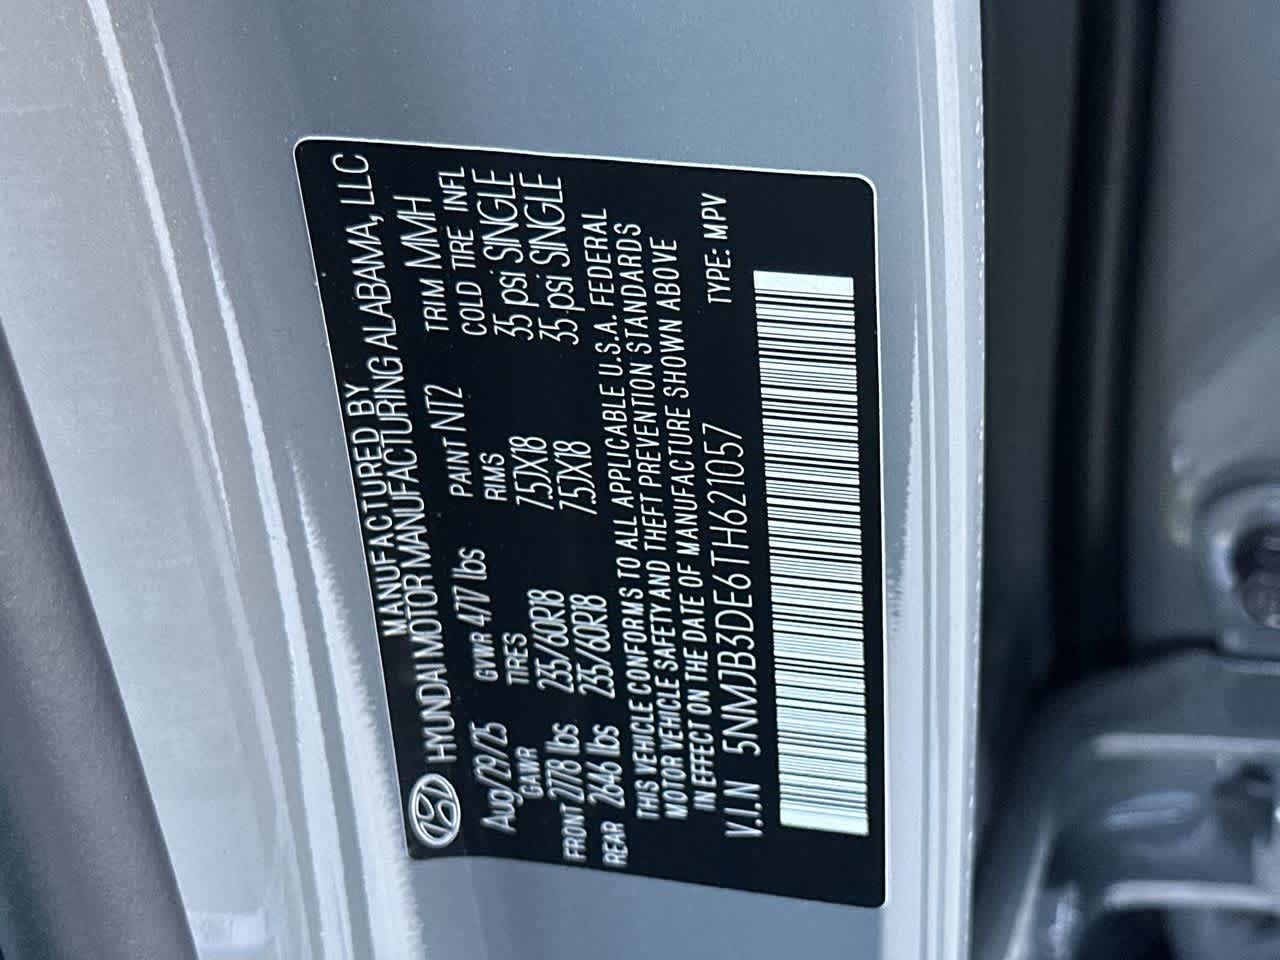 MANUFACTURED BY
HYUNDAI MOTOR MANUFACTURING ALABAMA, LLC
Aug/29/25 GVWR 4717 lbs PAINT NT2 TRIM MMH
GAWR TIRES RIMS COLD TIRE INFL
FRONT 2778 lbs 235/60R18 7.5JX18 35 psi SINGLE
REAR 2646 lbs 235/60R18 7.5JX18 35 psi SINGLE
THIS VEHICLE CONFORMS TO ALL APPLICABLE U.S.A. FEDERAL
MOTOR VEHICLE SAFETY AND THEFT PREVENTION STANDARDS
IN EFFECT ON THE DATE OF MANUFACTURE SHOWN ABOVE
V.I.N 5NMJB3DE6TH621057 TYPE: MPV